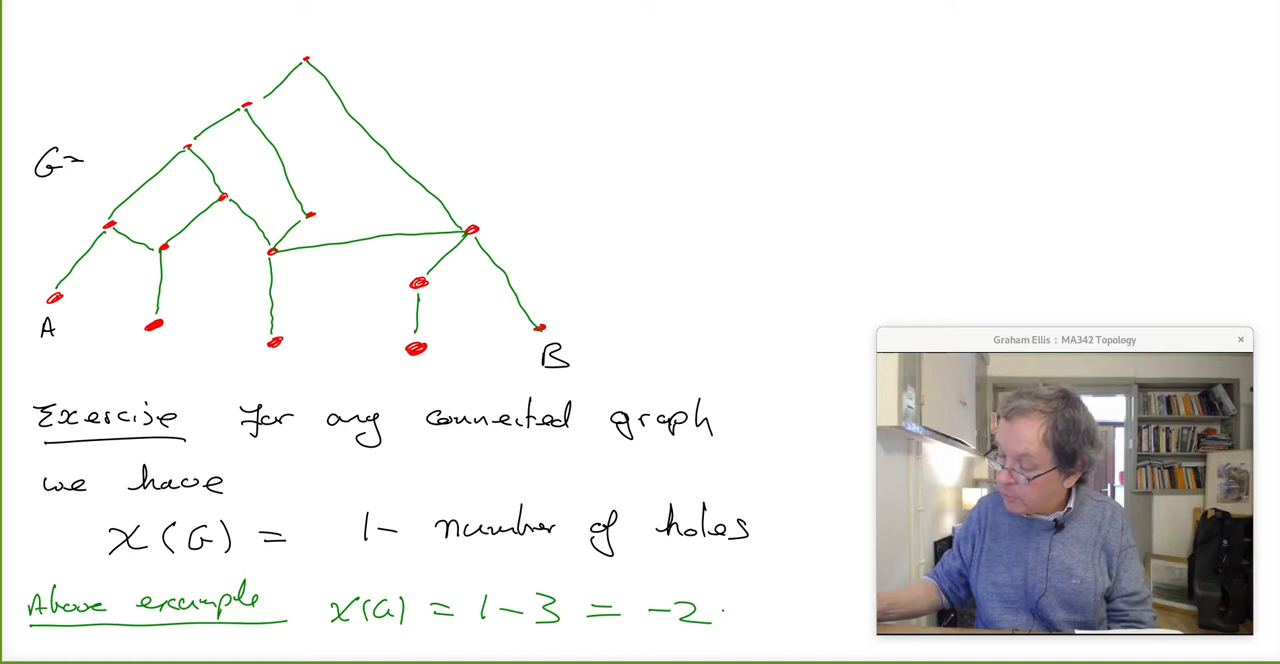 G=
A
B
Exercise For any connected graph
we have
χ(G) = 1- number of holes
Above example χ(G) = 1-3 = -2.
Graham Ellis : MA342 Topology ×